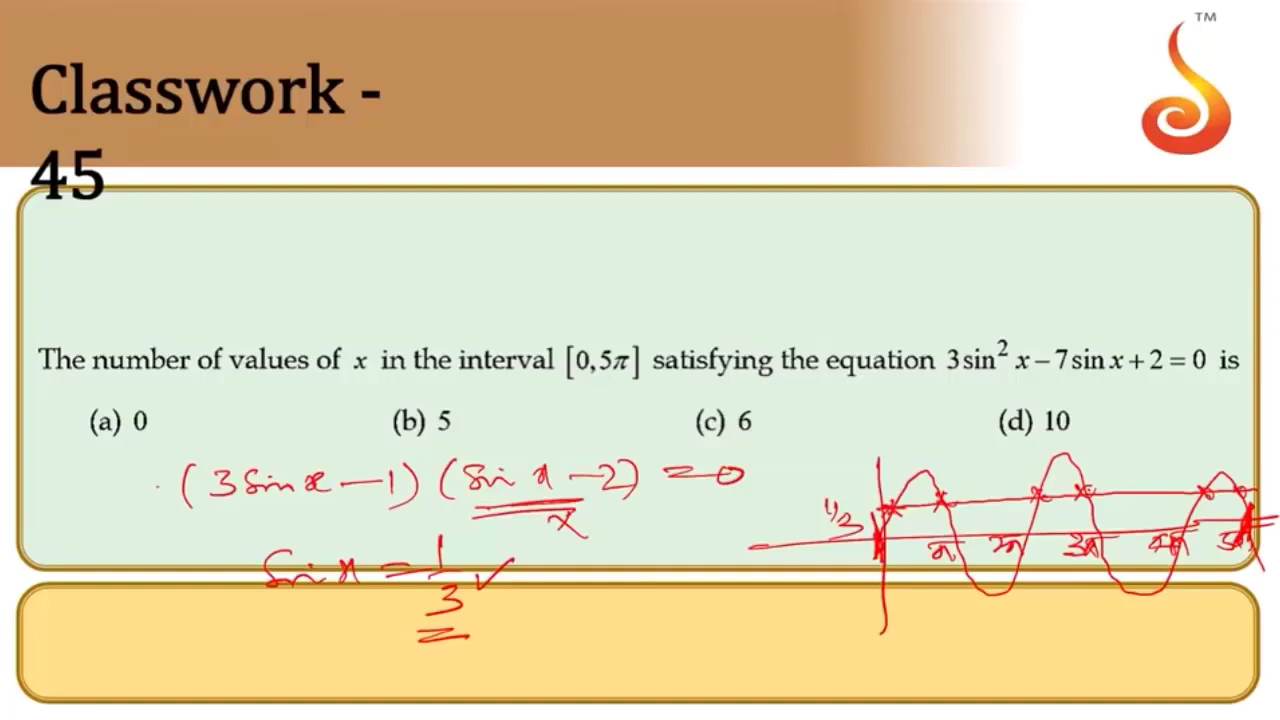 TM
Classwork -
45
The number of values of x in the interval [0,5π] satisfying the equation 3 sin² x − 7 sin x + 2 = 0 is
(a) 0 (b) 5 (c) 6 (d) 10
(3 sin x − 1) (sin x − 2) = 0
x
sin x = 1/3 ✓
1/3
π 2π 3π 4π 5π